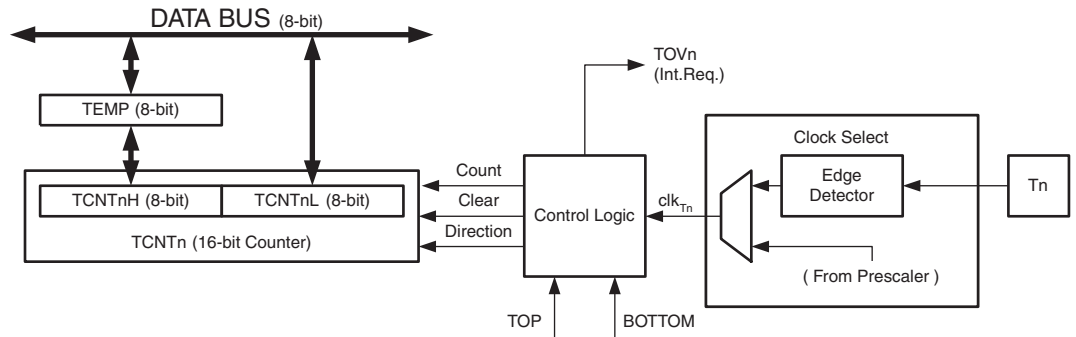 DATA BUS (8-bit)
TOVn
(Int.Req.)
TEMP (8-bit)
Clock Select
Count
Edge
Detector
Tn
TCNTnH (8-bit)
TCNTnL (8-bit)
Clear
Control Logic
clkTn
Direction
TCNTn (16-bit Counter)
( From Prescaler )
TOP
BOTTOM